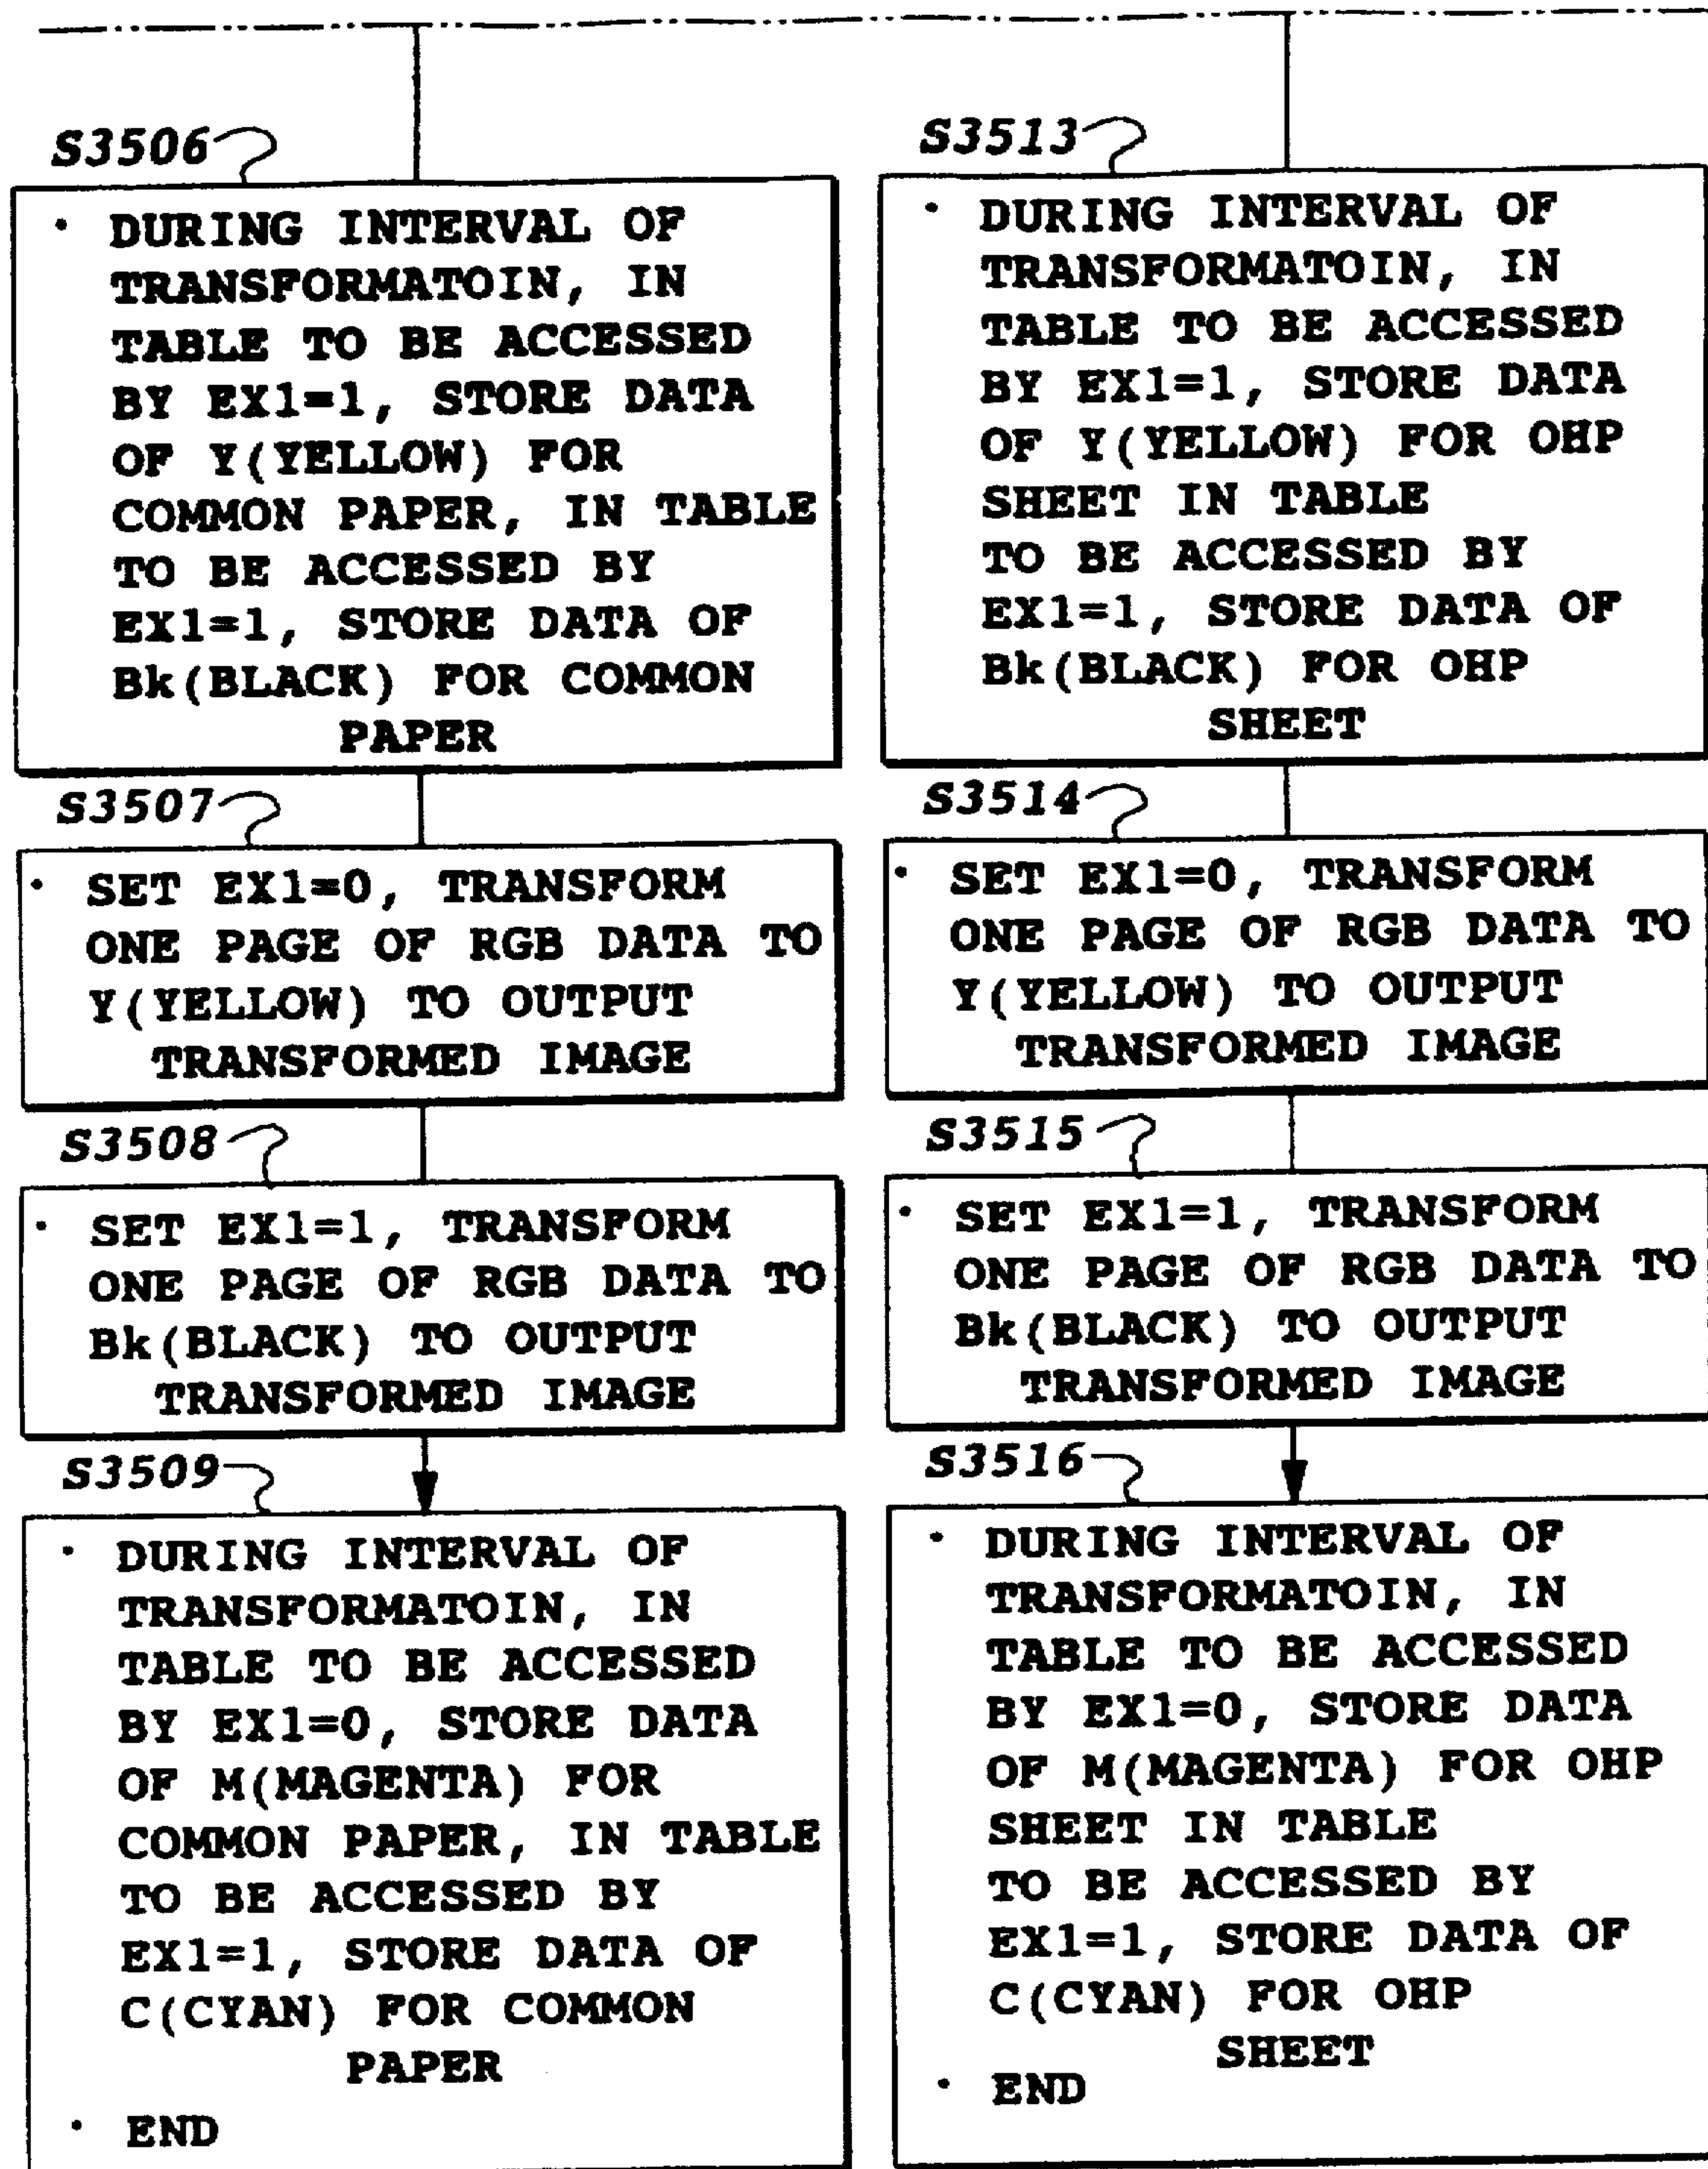 S3506
· DURING INTERVAL OF
TRANSFORMATOIN, IN
TABLE TO BE ACCESSED
BY EX1=1, STORE DATA
OF Y(YELLOW) FOR
COMMON PAPER, IN TABLE
TO BE ACCESSED BY
EX1=1, STORE DATA OF
Bk(BLACK) FOR COMMON
PAPER
S3507
· SET EX1=0, TRANSFORM
ONE PAGE OF RGB DATA TO
Y(YELLOW) TO OUTPUT
TRANSFORMED IMAGE
S3508
· SET EX1=1, TRANSFORM
ONE PAGE OF RGB DATA TO
Bk(BLACK) TO OUTPUT
TRANSFORMED IMAGE
S3509
· DURING INTERVAL OF
TRANSFORMATOIN, IN
TABLE TO BE ACCESSED
BY EX1=0, STORE DATA
OF M(MAGENTA) FOR
COMMON PAPER, IN TABLE
TO BE ACCESSED BY
EX1=1, STORE DATA OF
C(CYAN) FOR COMMON
PAPER
· END
S3513
· DURING INTERVAL OF
TRANSFORMATOIN, IN
TABLE TO BE ACCESSED
BY EX1=1, STORE DATA
OF Y(YELLOW) FOR OHP
SHEET IN TABLE
TO BE ACCESSED BY
EX1=1, STORE DATA OF
Bk(BLACK) FOR OHP
SHEET
S3514
· SET EX1=0, TRANSFORM
ONE PAGE OF RGB DATA TO
Y(YELLOW) TO OUTPUT
TRANSFORMED IMAGE
S3515
· SET EX1=1, TRANSFORM
ONE PAGE OF RGB DATA TO
Bk(BLACK) TO OUTPUT
TRANSFORMED IMAGE
S3516
· DURING INTERVAL OF
TRANSFORMATOIN, IN
TABLE TO BE ACCESSED
BY EX1=0, STORE DATA
OF M(MAGENTA) FOR OHP
SHEET IN TABLE
TO BE ACCESSED BY
EX1=1, STORE DATA OF
C(CYAN) FOR OHP
SHEET
· END